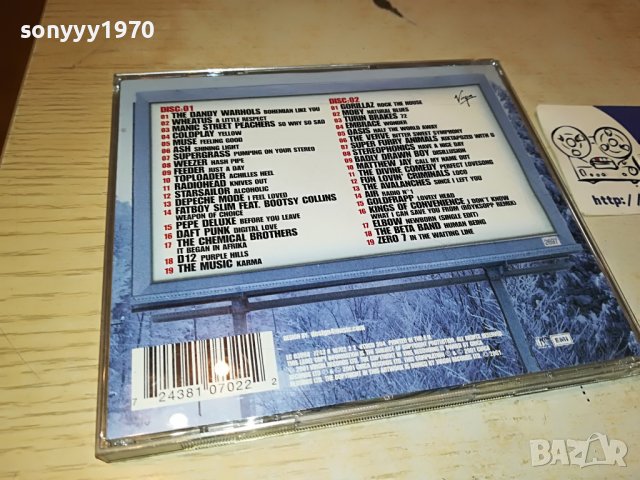 sonyyy1970
DISC:01
01 THE DANDY WARHOLS BOHEMIAN LIKE YOU
02 WHEATUS A LITTLE RESPECT
03 MANIC STREET PREACHERS SO WHY SO SAD
04 COLDPLAY YELLOW
05 MUSE FEELING GOOD
06 ASH SHINING LIGHT
07 SUPERGRASS PUMPING ON YOUR STEREO
08 WEEZER HASH PIPE
09 FEEDER JUST A DAY
10 TOPLOADER ACHILLES HEEL
11 RADIOHEAD KNIVES OUT
12 STARSAILOR ALCOHOLIC
13 DEPECHE MODE I FEEL LOVED
14 FATBOY SLIM FEAT. BOOTSY COLLINS
WEAPON OF CHOICE
15 PEPE DELUXE BEFORE YOU LEAVE
16 DAFT PUNK DIGITAL LOVE
17 THE CHEMICAL BROTHERS
IT BEGAN IN AFRIKA
18 D12 PURPLE HILLS
19 THE MUSIC KARMA
DISC:02
01 GORILLAZ ROCK THE HOUSE
02 MOBY NATURAL BLUES
03 TURIN BRAKES 72
04 EMBRACE WONDER
05 OASIS HALF THE WORLD AWAY
06 THE VERVE BITTER SWEET SYMPHONY
07 SUPER FURRY ANIMALS JUXTAPOZED WITH U
08 STEREOPHONICS HAVE A NICE DAY
09 BADLY DRAWN BOY DISILLUSION
10 MATTHEW JAY CALL MY NAME OUT
11 THE DIVINE COMEDY PERFECT LOVESONG
12 FUN LOVIN' CRIMINALS LOCO
13 THE AVALANCHES SINCE I LEFT YOU
14 AIR RADIO N°1
15 GOLDFRAPP LOVELY HEAD
16 KINGS OF CONVENIENCE I DON'T KNOW
WHAT I CAN SAVE YOU FROM (ROYKSOPP REMIX)
17 ELBOW NEWBORN (SINGLE EDIT)
18 THE BETA BAND HUMAN BEING
19 ZERO 7 IN THE WAITING LINE
Virgin
7 24381 07022 2
EMI
http:/
BAZAR
.bg